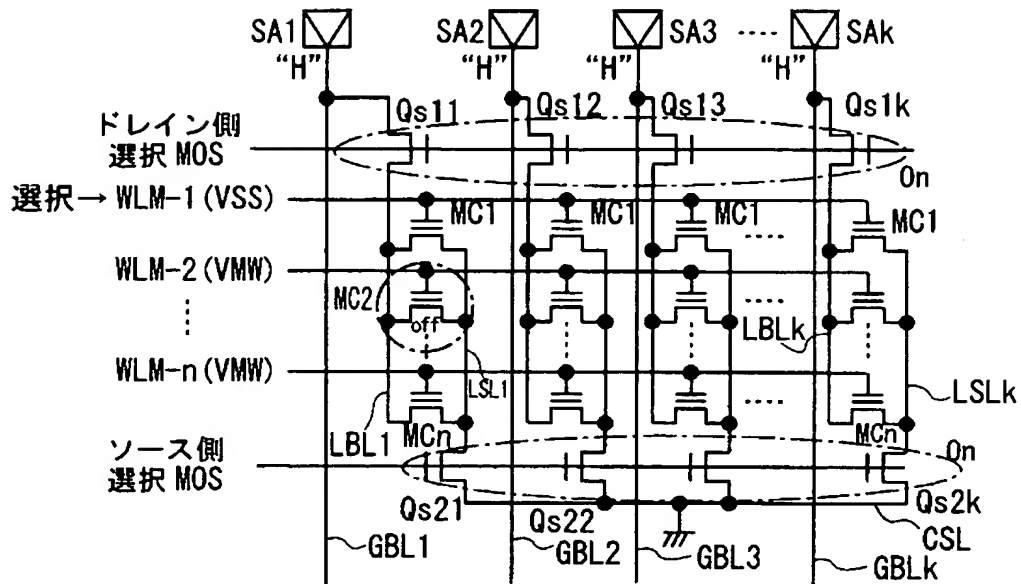 SA1 SA2 SA3 ‥‥ SAk
“H” “H” “H” “H”
Qs11 Qs12 Qs13 Qs1k
ドレイン側
選択 MOS
On
選択→ WLM-1 (VSS)
MC1 MC1 MC1 MC1
WLM-2 (VMW)
MC2
off
LBLk
WLM-n (VMW)
LSL1
LSLk
LBL1
MCn MCn
ソース側
選択 MOS
On
Qs21 Qs22 Qs2k
CSL
GBL1 GBL2 GBL3 GBLk